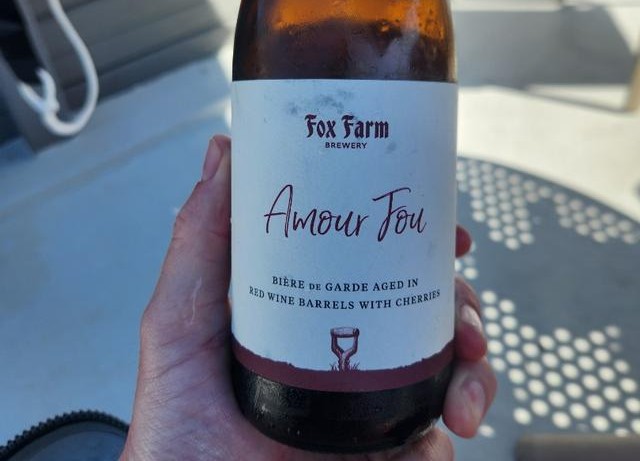 Fox Farm
BREWERY
Amour Fou
BIÈRE DE GARDE AGED IN
RED WINE BARRELS WITH CHERRIES